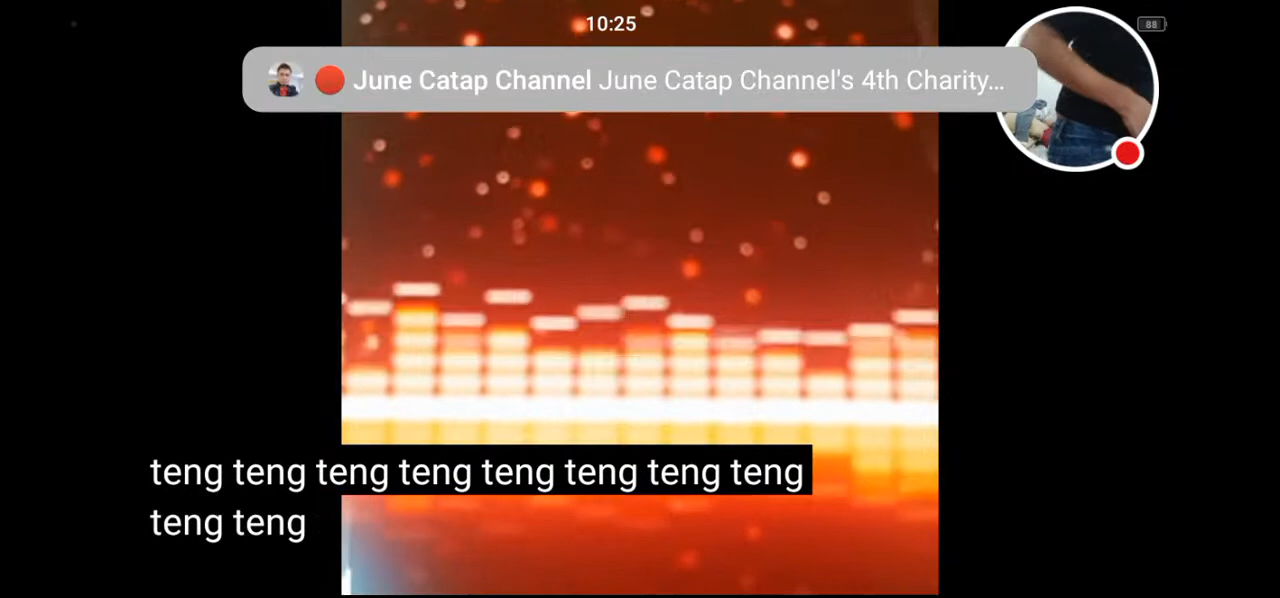 10:25
88
June Catap Channel June Catap Channel's 4th Charity...
teng teng teng teng teng teng teng teng
teng teng